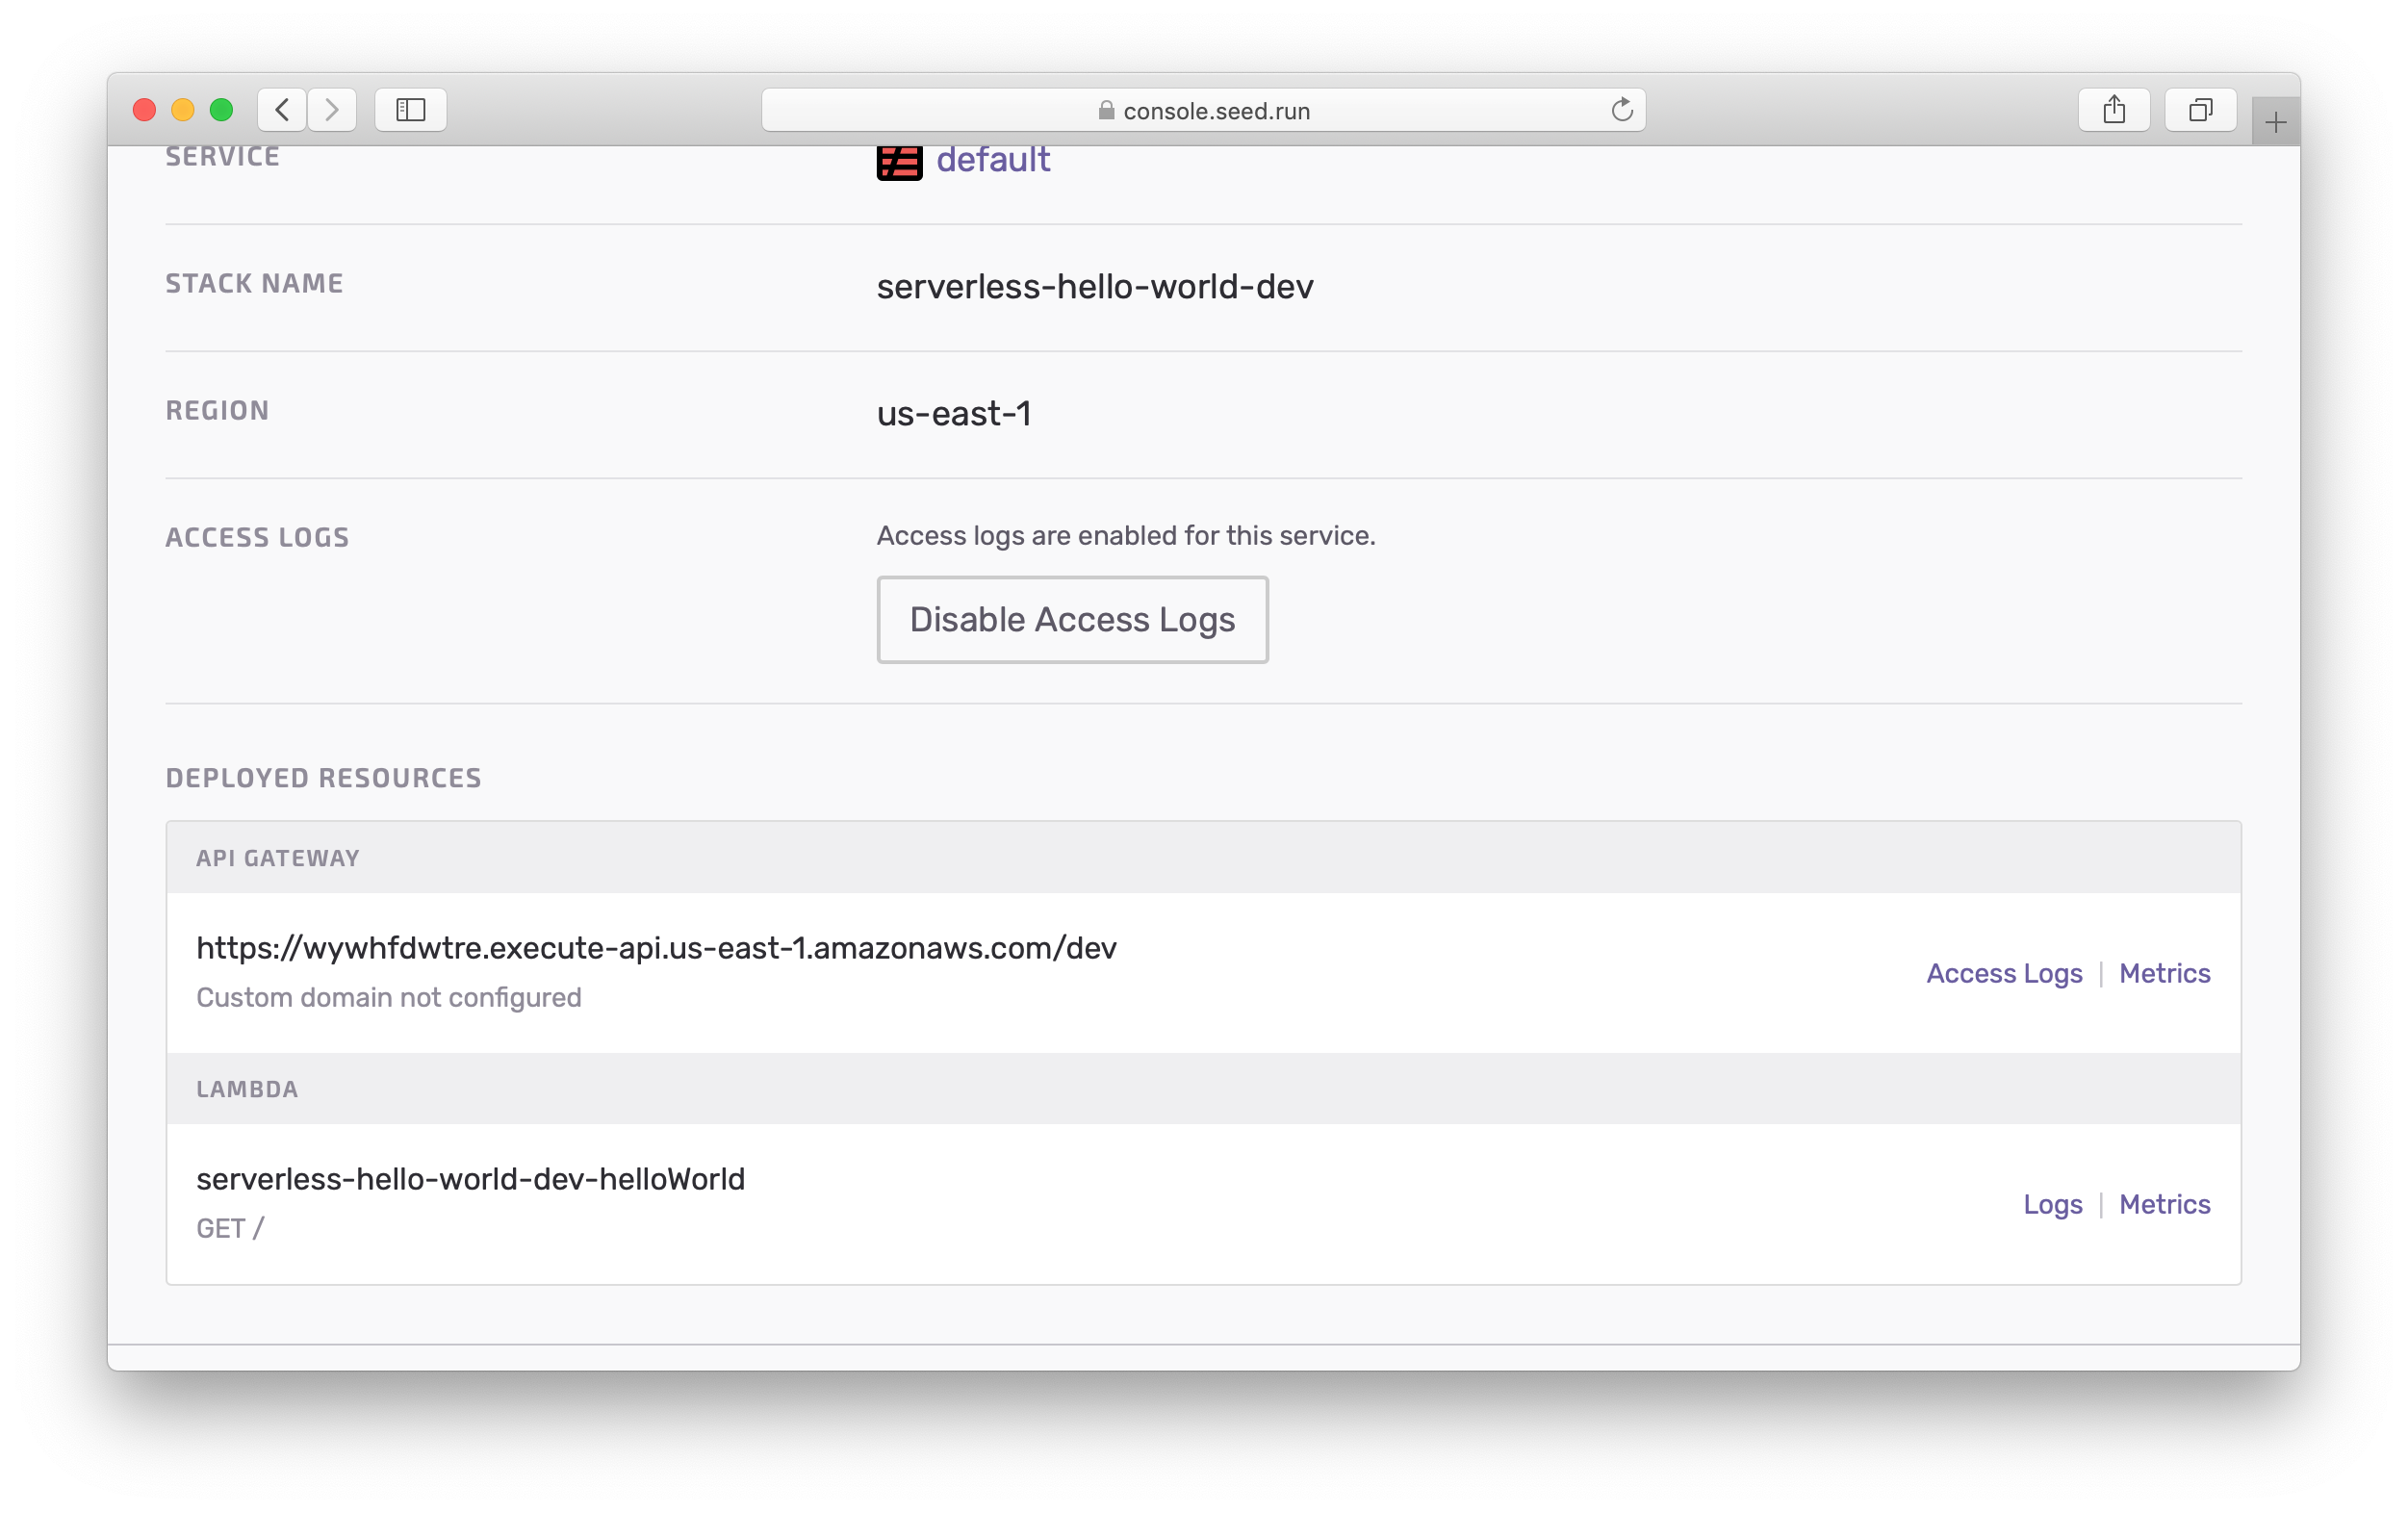 console.seed.run
SERVICE
default
STACK NAME
serverless-hello-world-dev
REGION
us-east-1
ACCESS LOGS
Access logs are enabled for this service.
Disable Access Logs
DEPLOYED RESOURCES
API GATEWAY
https://wywhfdwtre.execute-api.us-east-1.amazonaws.com/dev
Custom domain not configured
Access Logs | Metrics
LAMBDA
serverless-hello-world-dev-helloWorld
GET /
Logs | Metrics